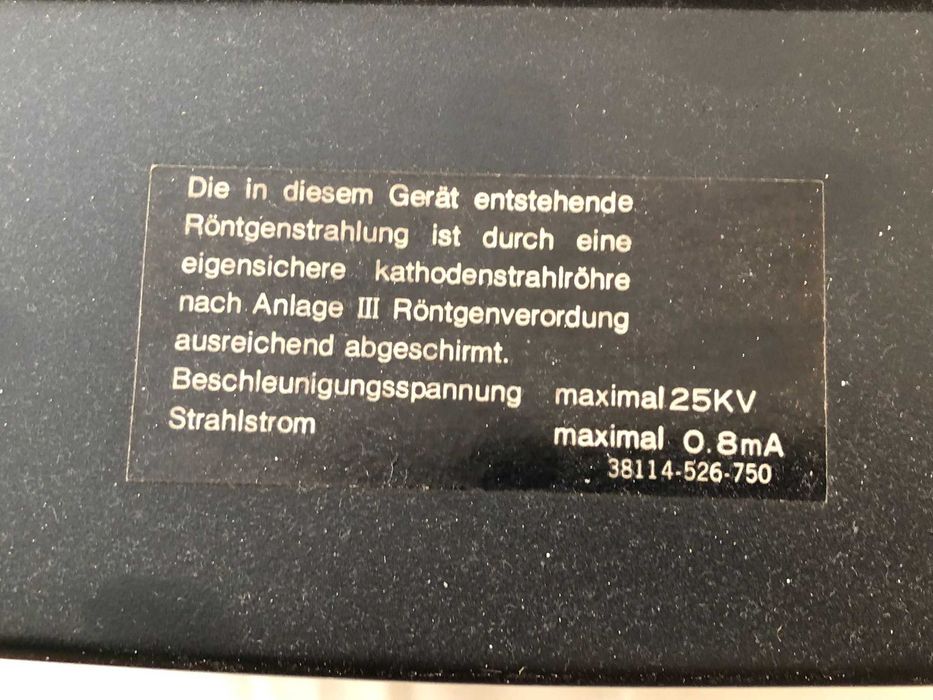 Die in diesem Gerät entstehende
Röntgenstrahlung ist durch eine
eigensichere kathodenstrahlröhre
nach Anlage III Röntgenverordung
ausreichend abgeschirmt.
Beschleunigungsspannung maximal 25KV
Strahlstrom maximal 0.8mA
38114-526-750